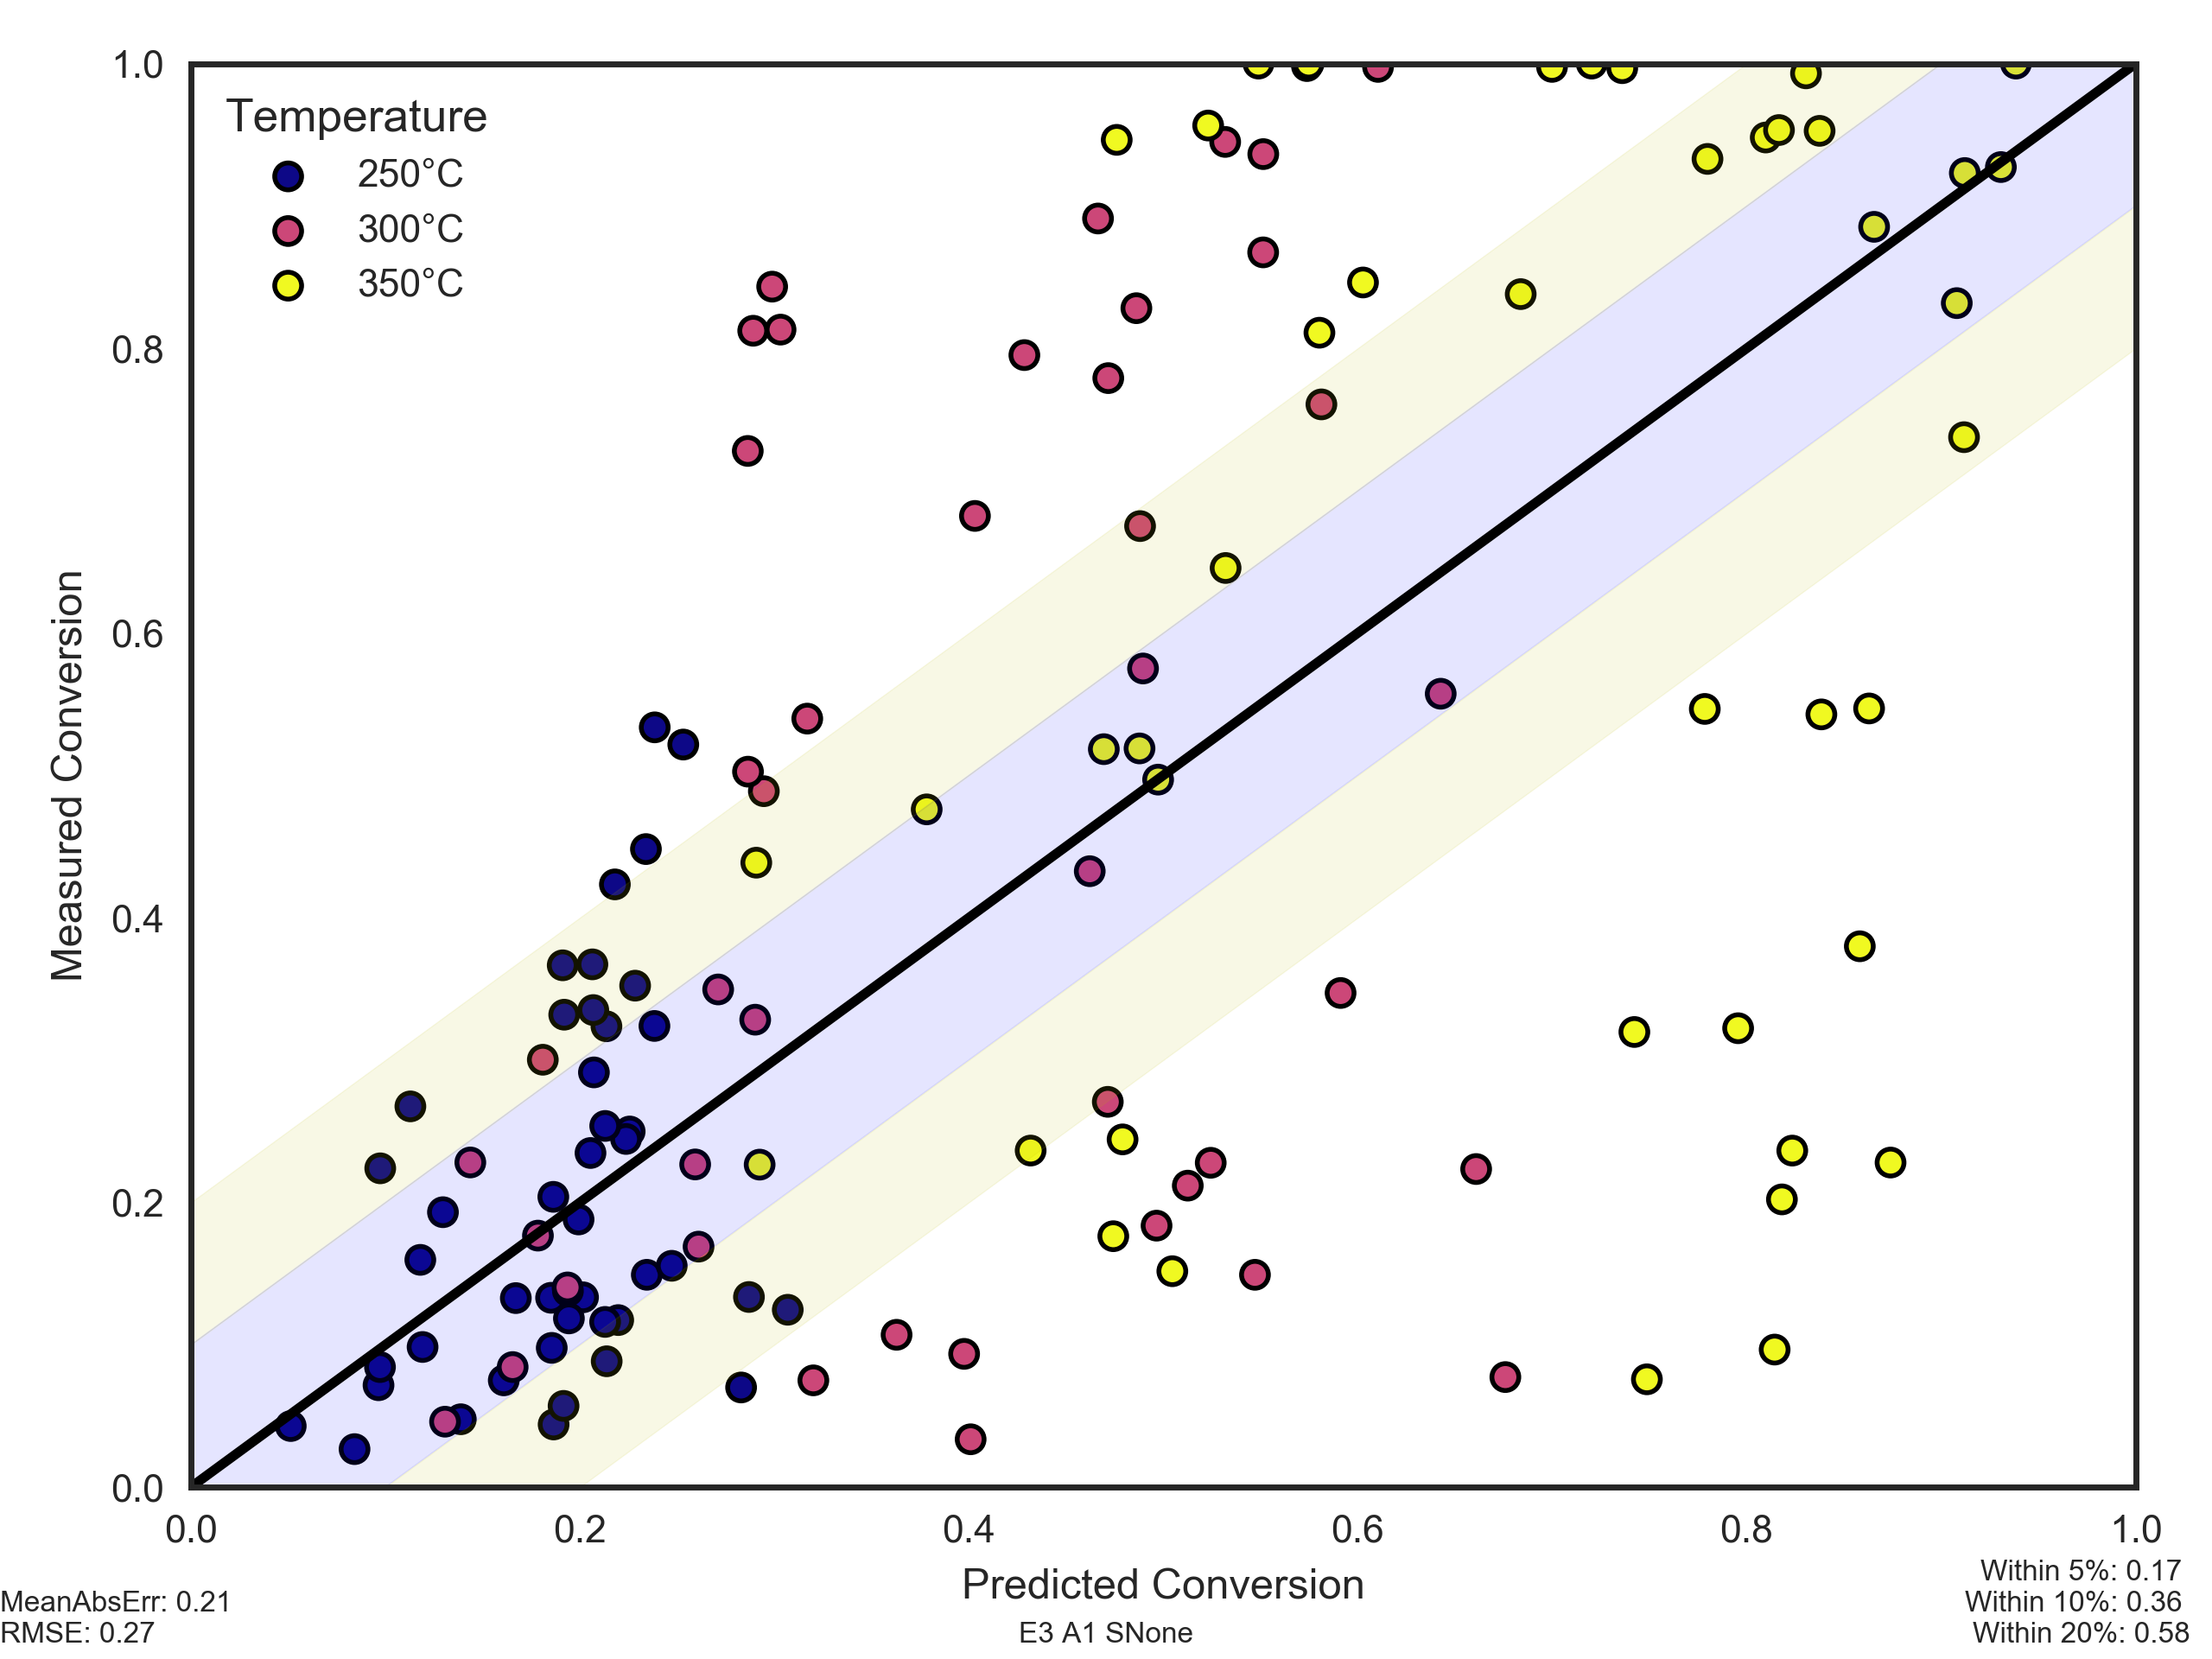 1.0
Temperature
250°C
300°C
350°C
0.8
0.6
0.4
0.2
0.0
Measured Conversion
0.0 0.2 0.4 0.6 0.8 1.0
Predicted Conversion
E3 A1 SNone
MeanAbsErr: 0.21
RMSE: 0.27
Within 5%: 0.17
Within 10%: 0.36
Within 20%: 0.58